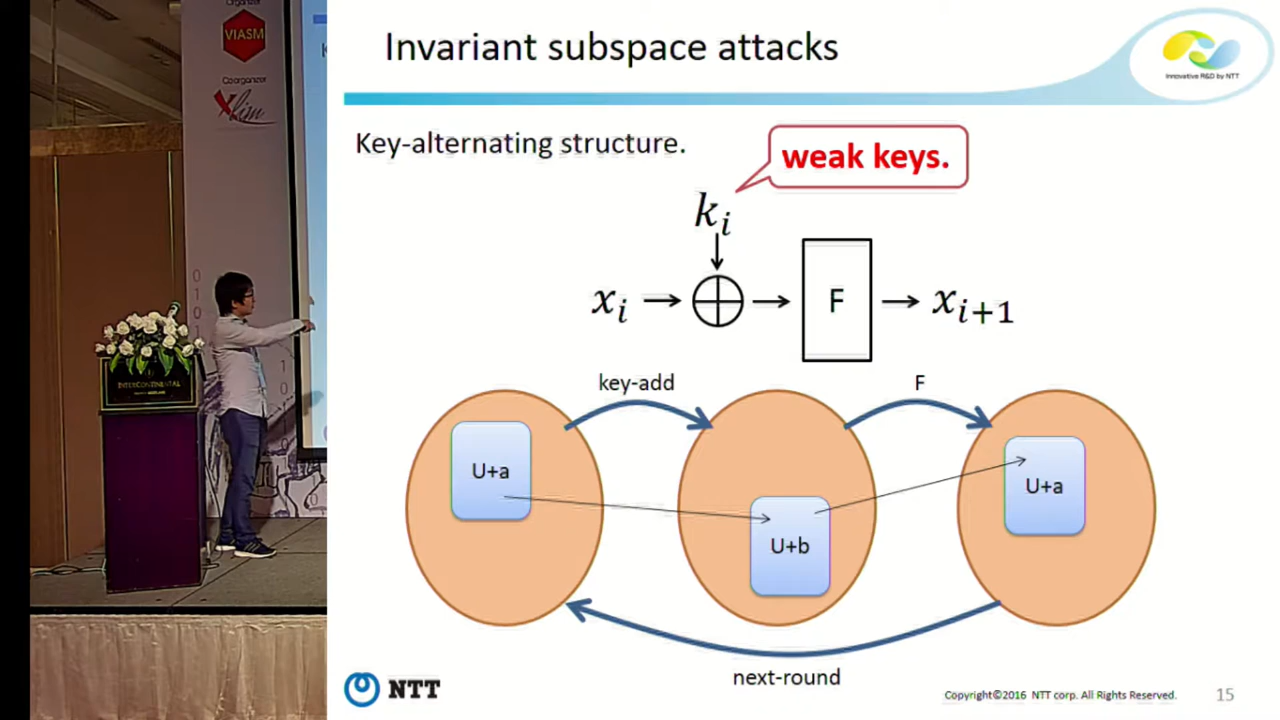 Organizer
VIASM
Coorganizer
Xlim
INTERCONTINENTAL
Invariant subspace attacks
Innovative R&D by NTT
Key-alternating structure.
weak keys.
k_i
x_i → ⊕ → F → x_{i+1}
key-add
F
U+a
U+b
U+a
next-round
NTT
Copyright©2016 NTT corp. All Rights Reserved.
15